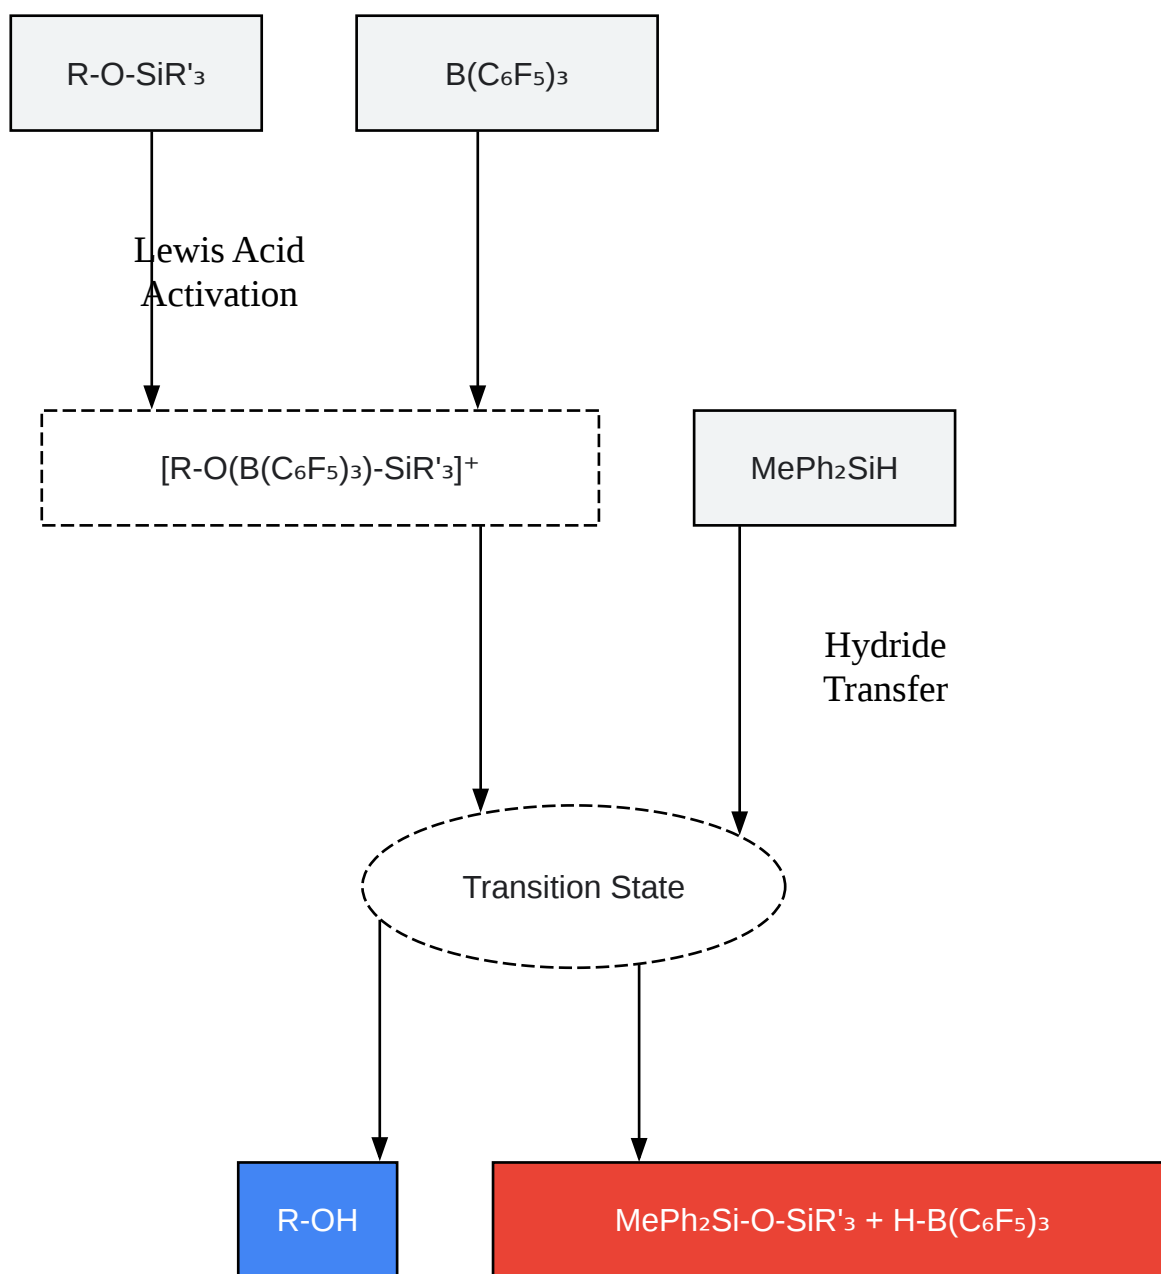 R-O-SiR'₃
B(C₆F₅)₃
Lewis Acid
Activation
[R-O(B(C₆F₅)₃)-SiR'₃]⁺
MePh₂SiH
Hydride
Transfer
Transition State
R-OH
MePh₂Si-O-SiR'₃ + H-B(C₆F₅)₃